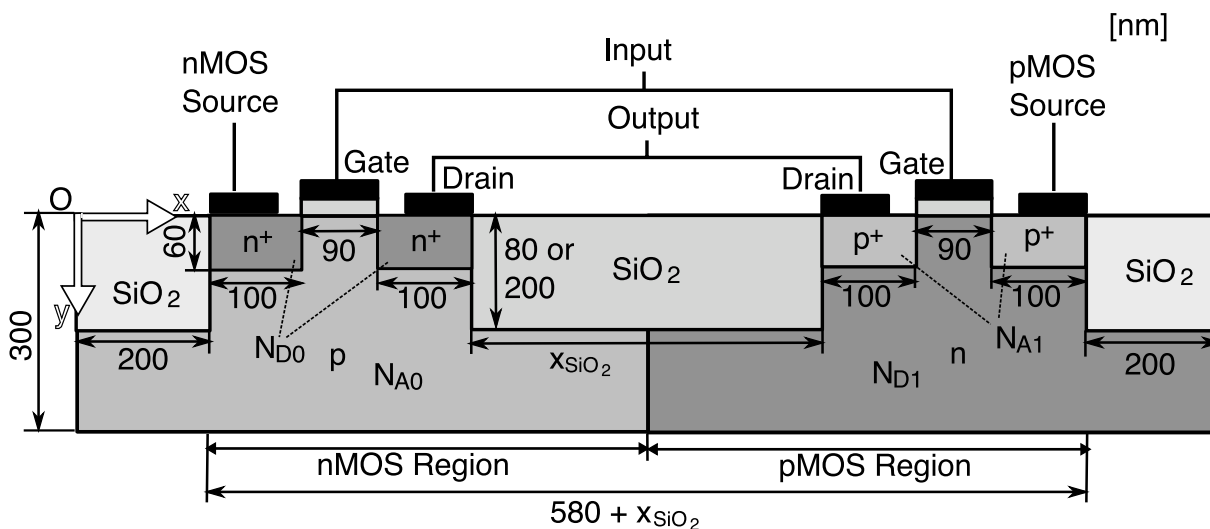 [nm]
Input
nMOS
Source
pMOS
Source
Output
Gate
Drain
Drain
Gate
O
x
60
n+
90
n+
80 or
200
SiO2
p+
90
p+
SiO2
SiO2
100
100
100
100
y
300
200
ND0
p
NA0
xSiO2
ND1
n
NA1
200
nMOS Region
pMOS Region
580 + xSiO2